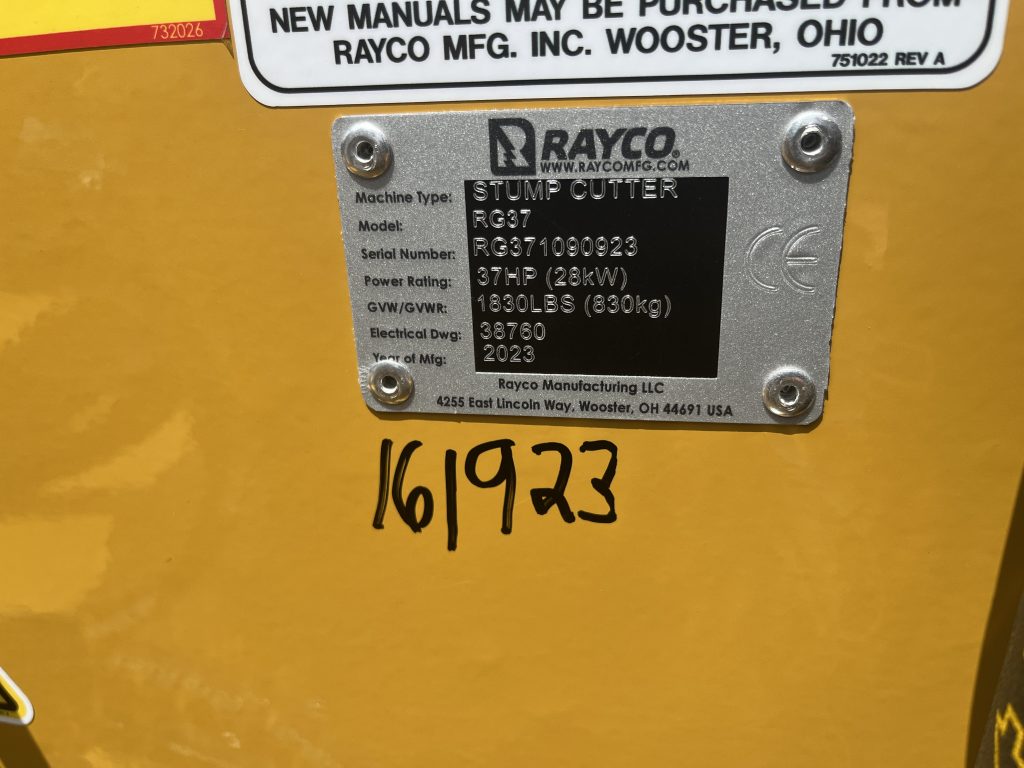 732026
NEW MANUALS MAY BE PURCHASED FROM
RAYCO MFG. INC. WOOSTER, OHIO
751022 REV A
RAYCO®
WWW.RAYCOMFG.COM
Machine Type: STUMP CUTTER
Model: RG37
Serial Number: RG371090923
Power Rating: 37HP (28kW)
GVW/GVWR: 1830LBS (830kg)
Electrical Dwg: 38760
Year of Mfg: 2023
CE
Rayco Manufacturing LLC
4255 East Lincoln Way, Wooster, OH 44691 USA
161923